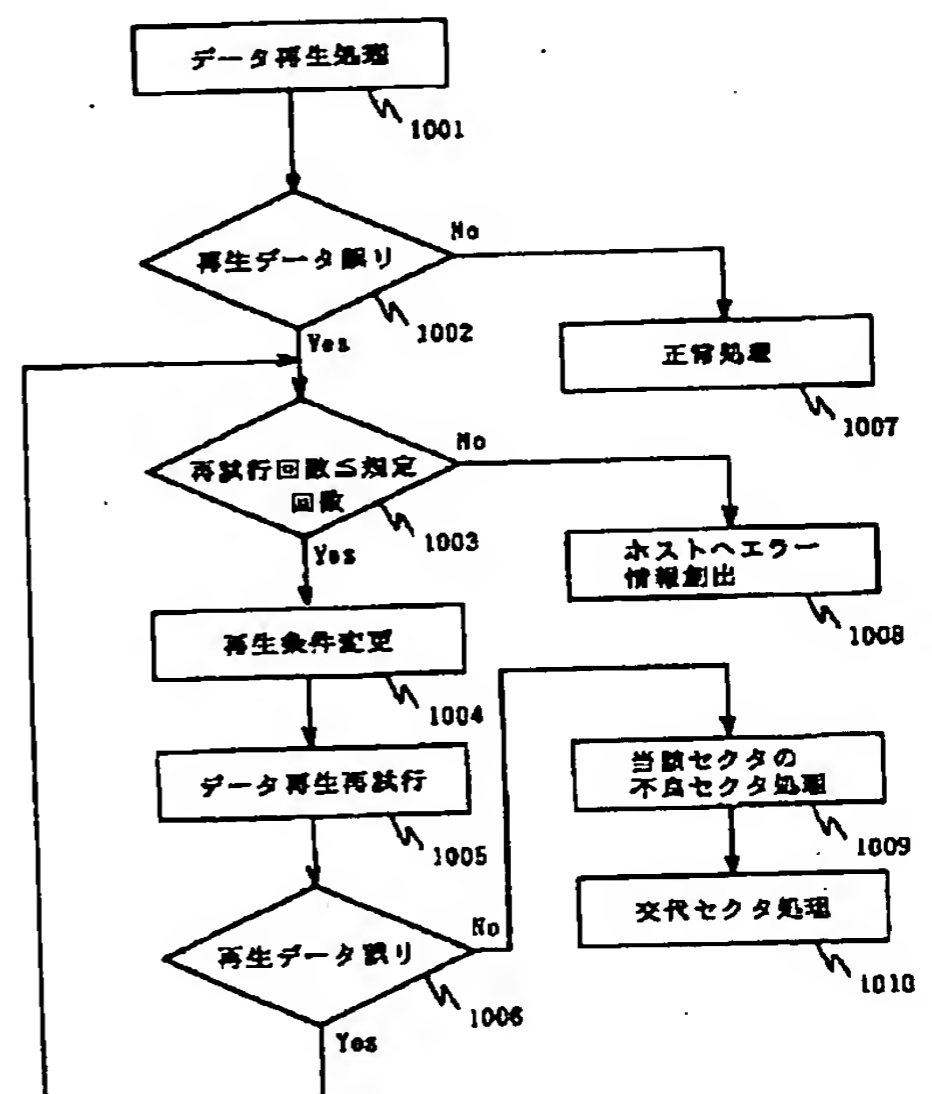 データ再生処理
1001
再生データ誤り
No
1002
Yes
正常処理
1007
再試行回数≦規定
回数
No
1003
Yes
ホストへエラー
情報創出
1008
再生条件変更
1004
データ再生再試行
1005
当該セクタの
不良セクタ処理
1009
交代セクタ処理
1010
再生データ誤り
No
1006
Yes